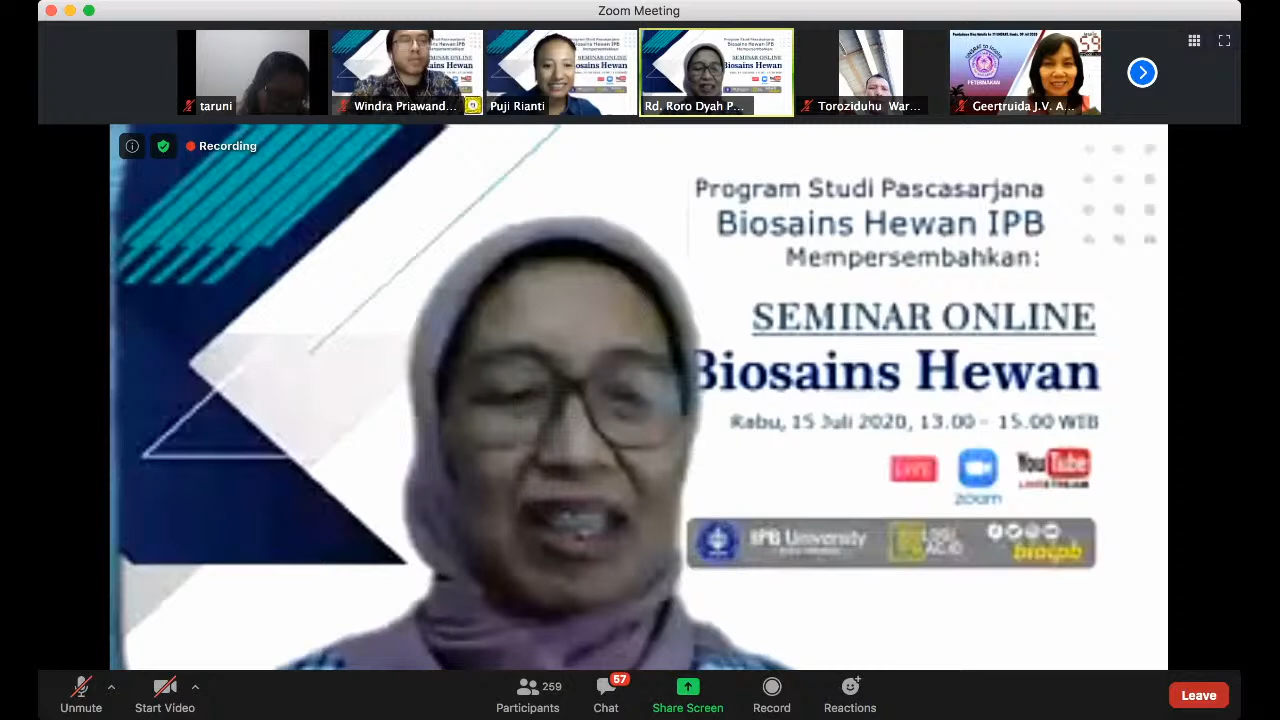 Zoom Meeting
taruni
Windra Priawand...
Puji Rianti
Rd. Roro Dyah P...
Toroziduhu War...
Geertruida J.V. A...
Recording
Program Studi Pascasarjana
Biosains Hewan IPB
Mempersembahkan:
SEMINAR ONLINE
Biosains Hewan
Rabu, 15 Juli 2020, 13.00 - 15.00 WIB
LIVE
zoom
YouTube
IPB University
bioipb
Unmute
Start Video
Participants
259
Chat
57
Share Screen
Record
Reactions
Leave